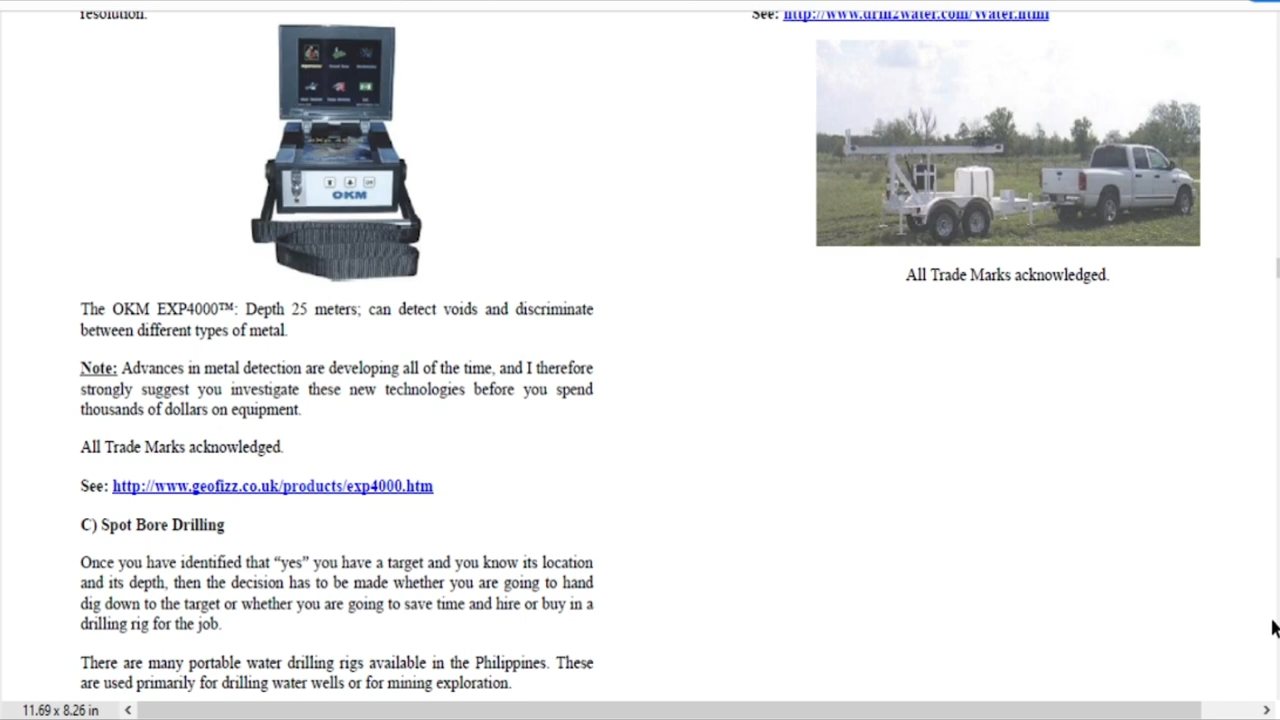 resolution.
OKM
The OKM EXP4000™: Depth 25 meters; can detect voids and discriminate
between different types of metal.
Note: Advances in metal detection are developing all of the time, and I therefore
strongly suggest you investigate these new technologies before you spend
thousands of dollars on equipment.
All Trade Marks acknowledged.
See: http://www.geofizz.co.uk/products/exp4000.htm
C) Spot Bore Drilling
Once you have identified that “yes” you have a target and you know its location
and its depth, then the decision has to be made whether you are going to hand
dig down to the target or whether you are going to save time and hire or buy in a
drilling rig for the job.
There are many portable water drilling rigs available in the Philippines. These
are used primarily for drilling water wells or for mining exploration.
See: http://www.drill2water.com/Water.html
All Trade Marks acknowledged.
11.69 x 8.26 in